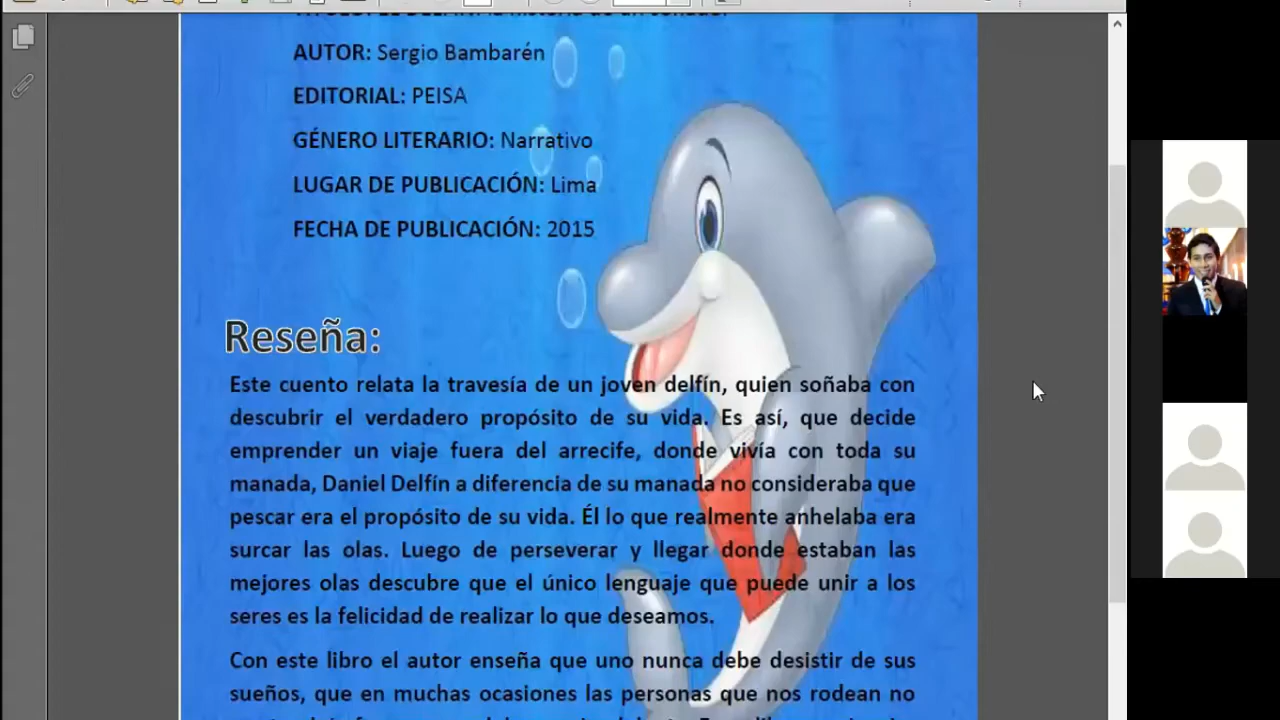 AUTOR: Sergio Bambarén
EDITORIAL: PEISA
GÉNERO LITERARIO: Narrativo
LUGAR DE PUBLICACIÓN: Lima
FECHA DE PUBLICACIÓN: 2015
Reseña:
Este cuento relata la travesía de un joven delfín, quien soñaba con
descubrir el verdadero propósito de su vida. Es así, que decide
emprender un viaje fuera del arrecife, donde vivía con toda su
manada, Daniel Delfín a diferencia de su manada no consideraba que
pescar era el propósito de su vida. Él lo que realmente anhelaba era
surcar las olas. Luego de perseverar y llegar donde estaban las
mejores olas descubre que el único lenguaje que puede unir a los
seres es la felicidad de realizar lo que deseamos.
Con este libro el autor enseña que uno nunca debe desistir de sus
sueños, que en muchas ocasiones las personas que nos rodean no